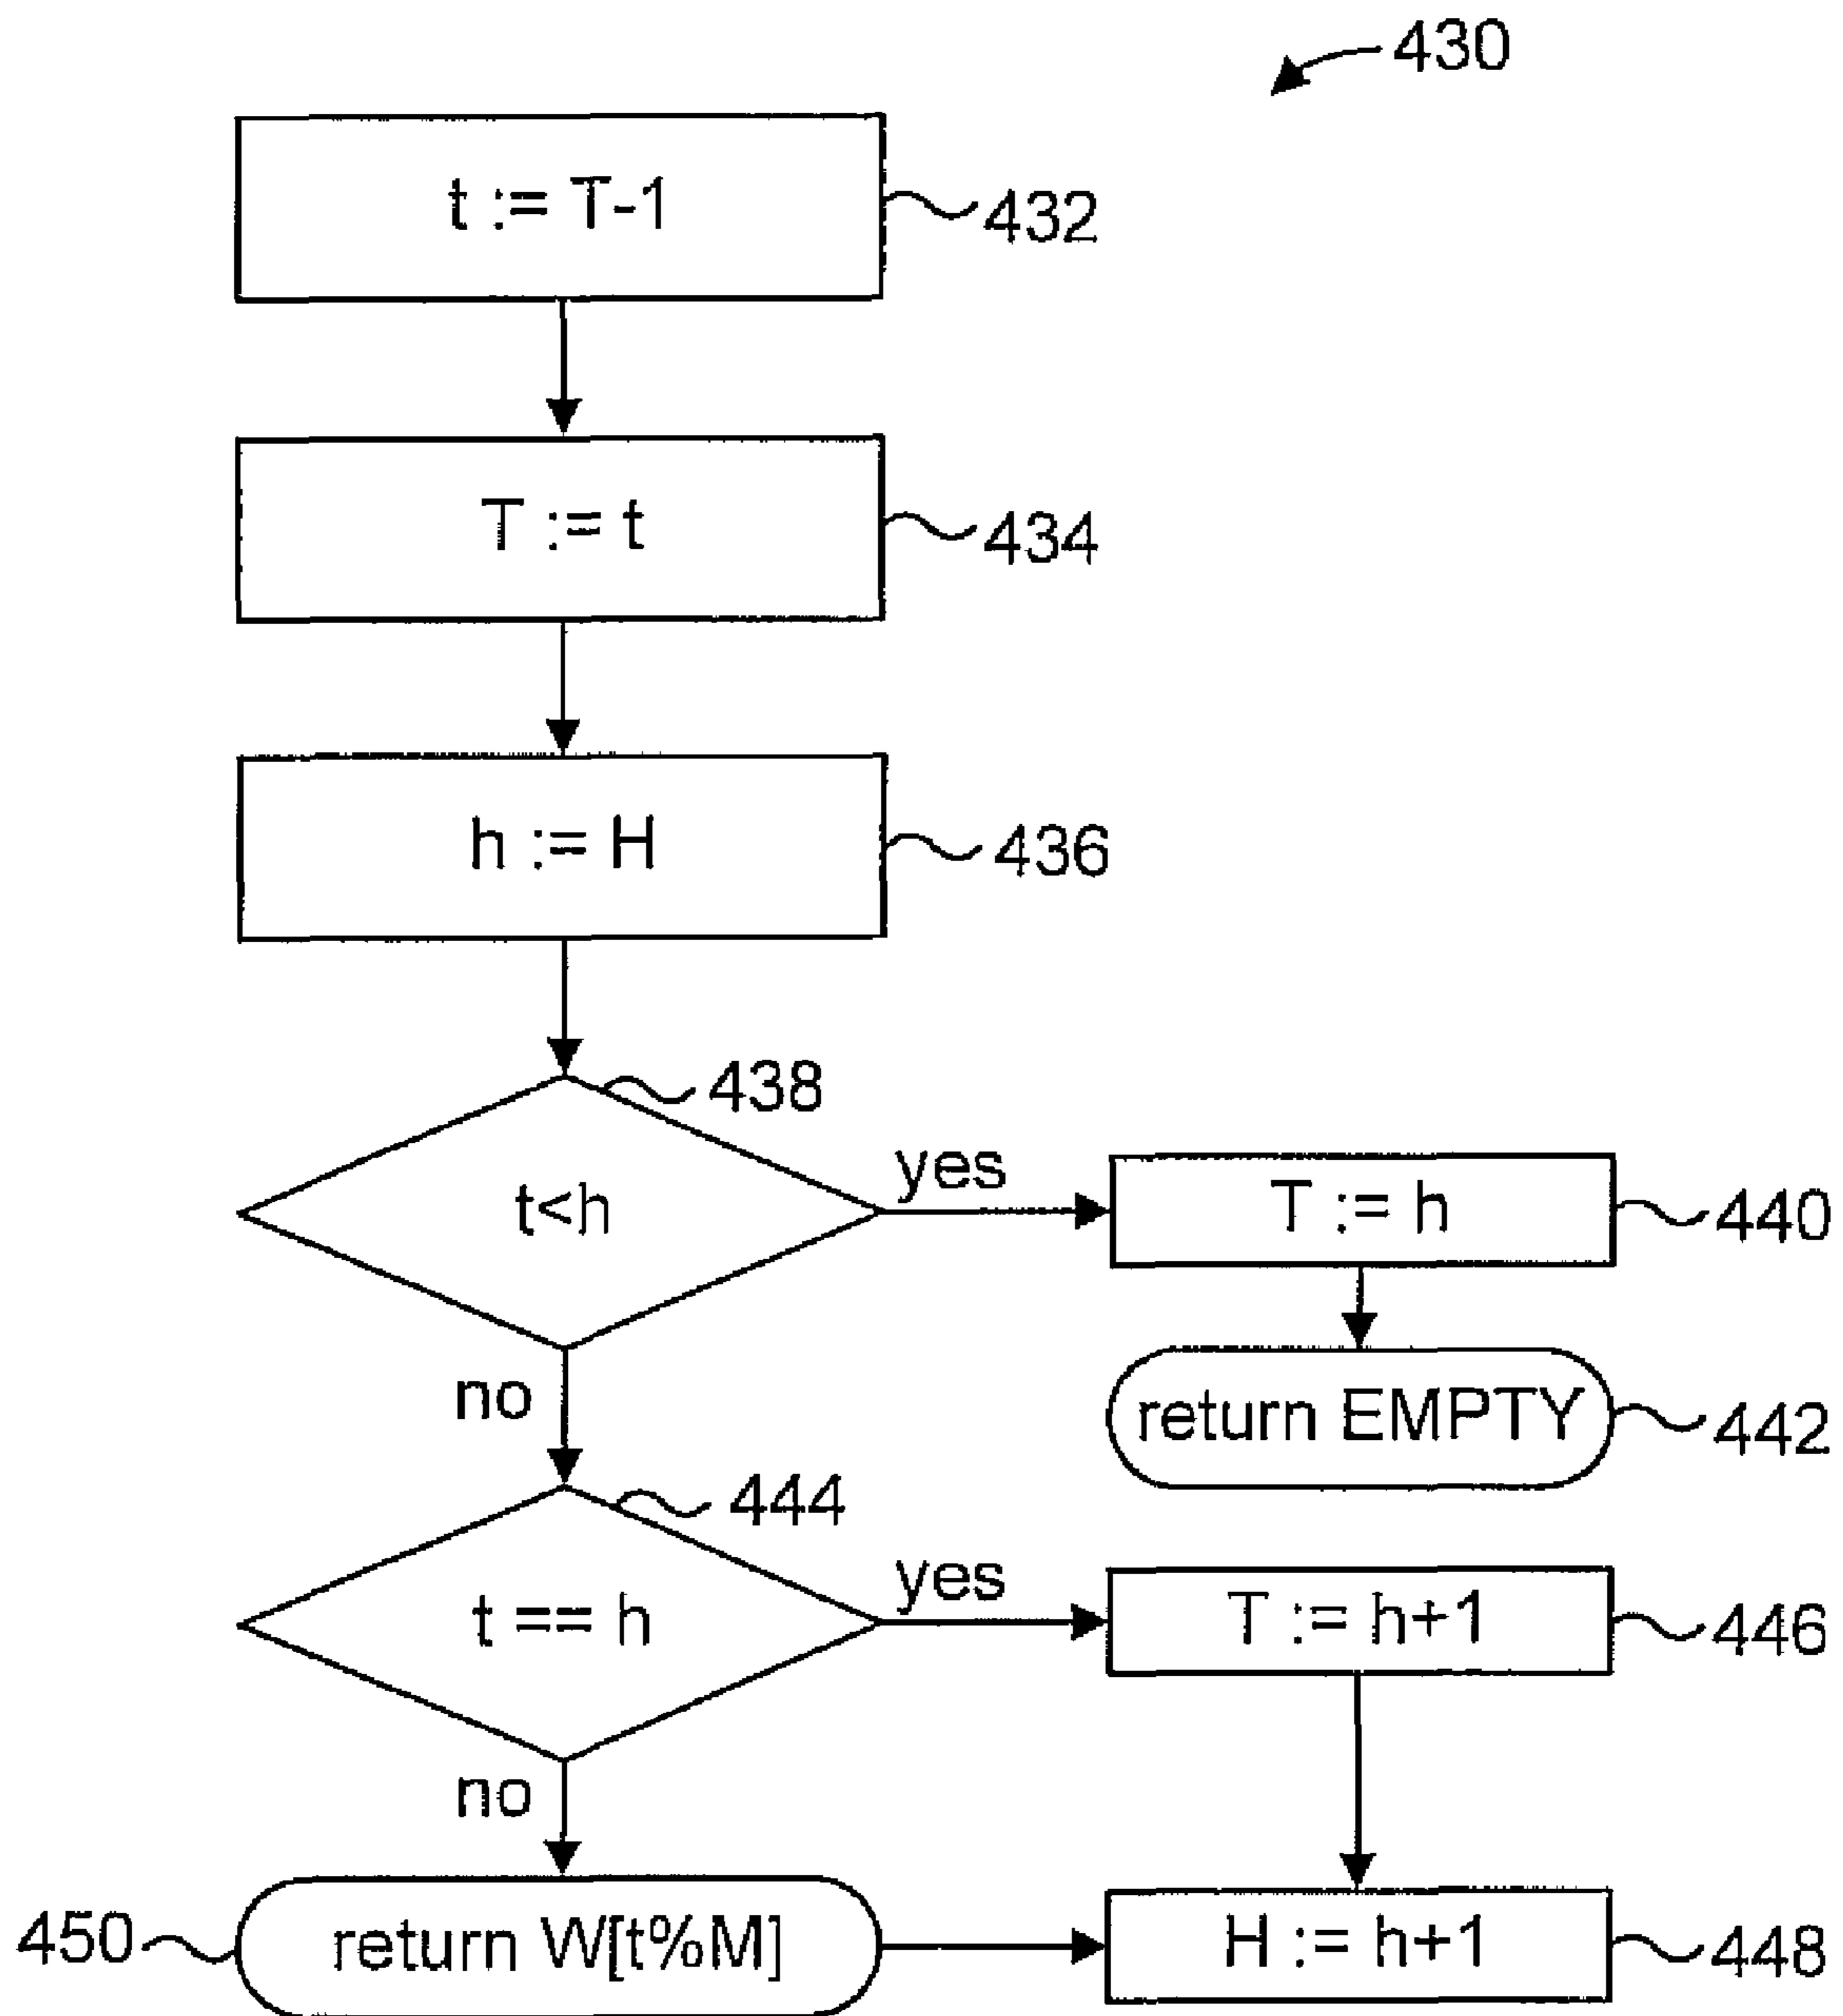 430
t := T-1
432
T := t
434
h := H
436
438
t<h
yes
T := h
440
no
return EMPTY
442
444
t == h
yes
T := h+1
446
no
450
return W[t%M]
H := h+1
448